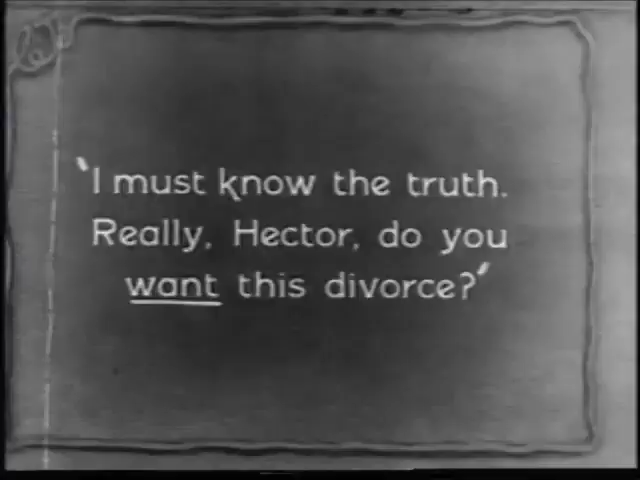 'I must know the truth.
Really, Hector, do you
want this divorce?'